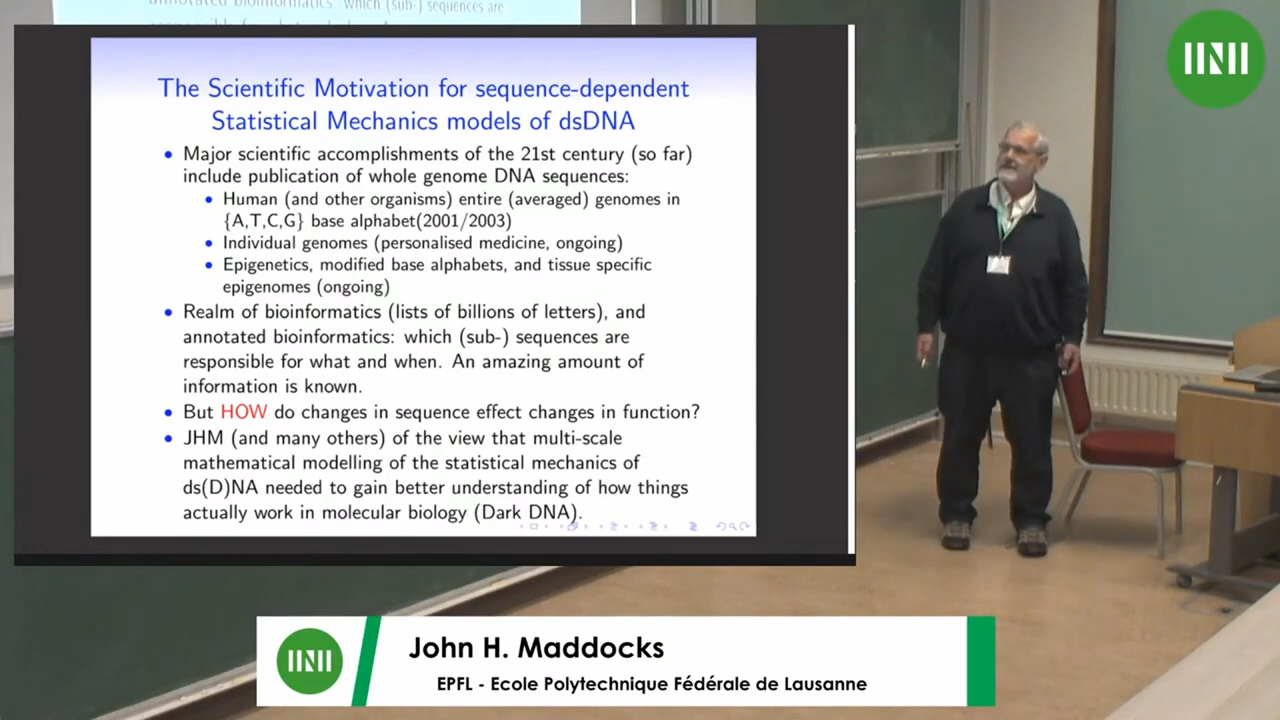 annotated bioinformatics: which (sub-) sequences are
The Scientific Motivation for sequence-dependent
Statistical Mechanics models of dsDNA
• Major scientific accomplishments of the 21st century (so far)
include publication of whole genome DNA sequences:
• Human (and other organisms) entire (averaged) genomes in
{A,T,C,G} base alphabet(2001/2003)
• Individual genomes (personalised medicine, ongoing)
• Epigenetics, modified base alphabets, and tissue specific
epigenomes (ongoing)
• Realm of bioinformatics (lists of billions of letters), and
annotated bioinformatics: which (sub-) sequences are
responsible for what and when. An amazing amount of
information is known.
• But HOW do changes in sequence effect changes in function?
• JHM (and many others) of the view that multi-scale
mathematical modelling of the statistical mechanics of
ds(D)NA needed to gain better understanding of how things
actually work in molecular biology (Dark DNA).
John H. Maddocks
EPFL - Ecole Polytechnique Fédérale de Lausanne